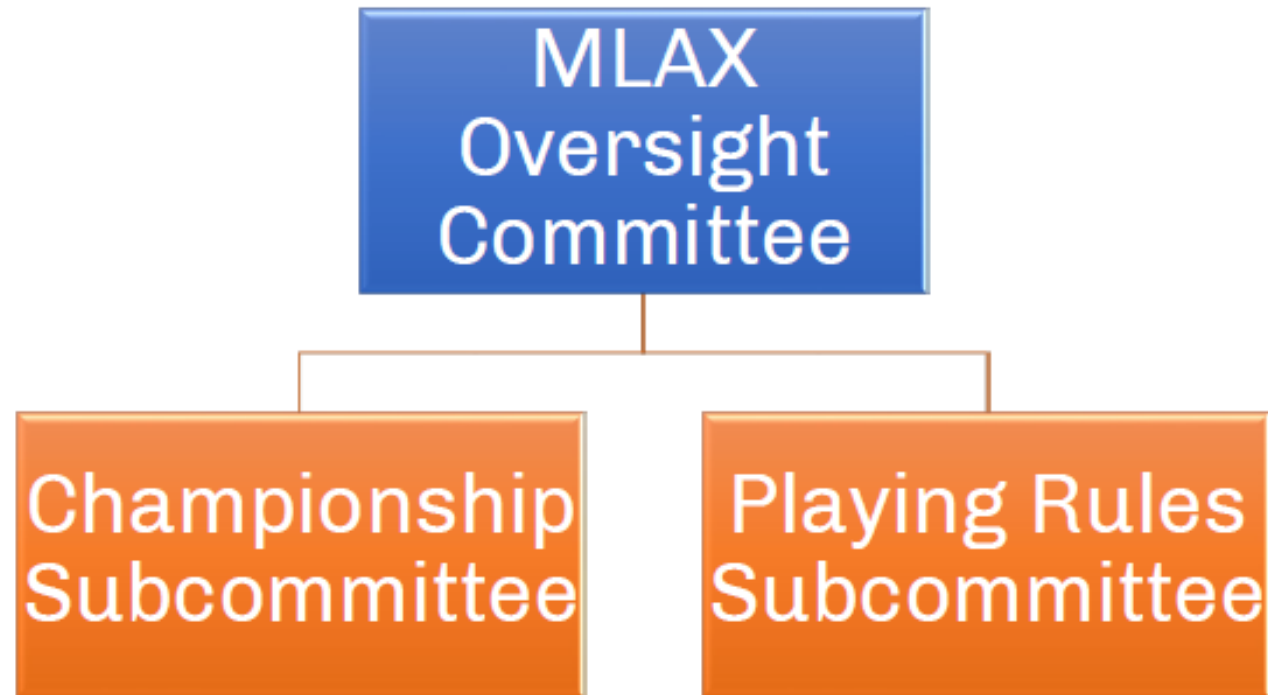 MLAX
Oversight
Committee
Championship
Subcommittee
Playing Rules
Subcommittee